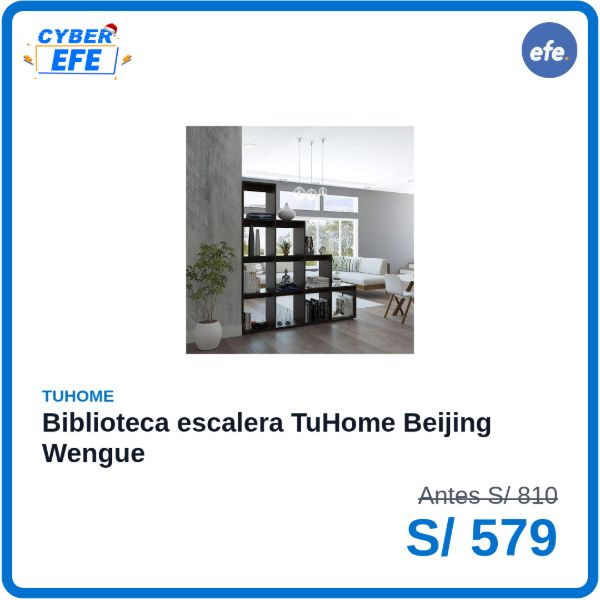 CYBER
EFE
efe.
TUHOME
Biblioteca escalera TuHome Beijing
Wengue
Antes S/ 810
S/ 579